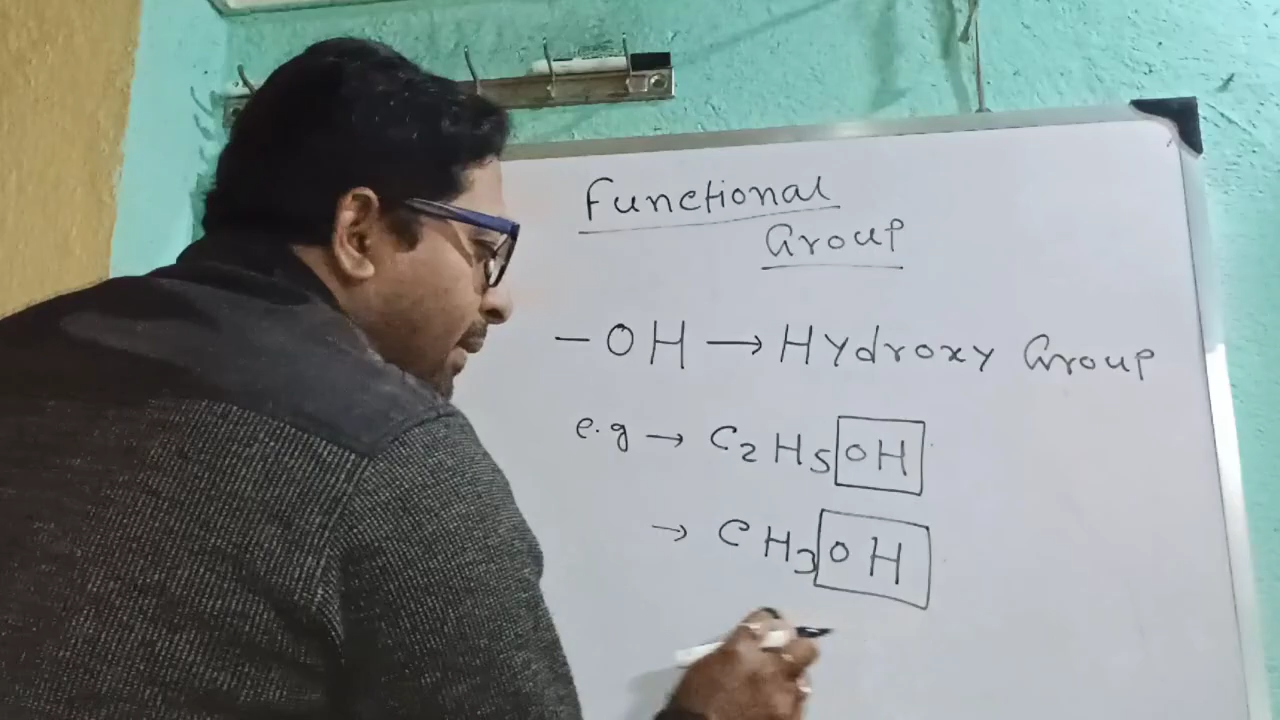 Functional
Group
- OH → Hydroxy Group
e.g → C2H5OH
→ CH3OH